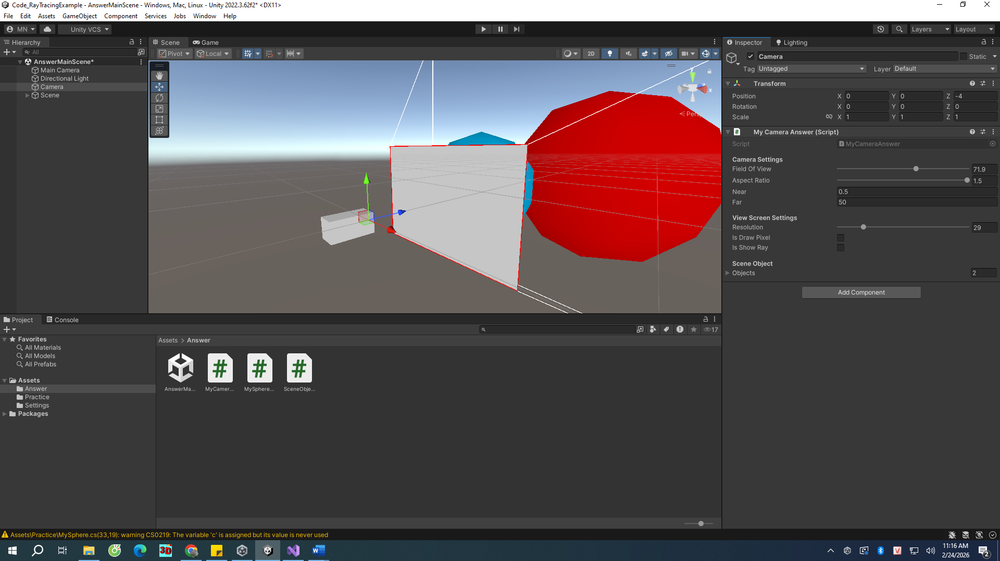 Code_RayTracingExample - AnswerMainScene - Windows, Mac, Linux - Unity 2022.3.62f2* <DX11>
File Edit Assets GameObject Component Services Jobs Window Help
MN Unity VCS Layers Layout
Hierarchy
All
AnswerMainScene*
Main Camera
Directional Light
Camera
Scene
Scene Game
Pivot Local 2D
y
z
x
Persp
Inspector Lighting
Camera Static
Tag Untagged Layer Default
Transform
Position X 0 Y 0 Z -4
Rotation X 0 Y 0 Z 0
Scale X 1 Y 1 Z 1
# My Camera Answer (Script)
Script MyCameraAnswer
Camera Settings
Field Of View 71.9
Aspect Ratio 1.5
Near 0.5
Far 50
View Screen Settings
Resolution 29
Is Draw Pixel
Is Show Ray
Scene Object
Objects 2
Add Component
Project Console
17
Favorites
All Materials
All Models
All Prefabs
Assets
Answer
Practice
Settings
Packages
Assets > Answer
# # #
AnswerMa... MyCamer... MySphere... SceneObje...
Assets\Practice\MySphere.cs(33,19): warning CS0219: The variable 'c' is assigned but its value is never used
3D W V
11:16 AM
2/24/2026
2